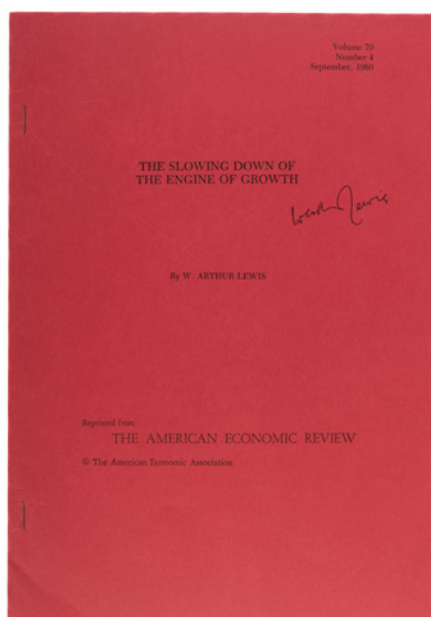 Volume 70
Number 4
September, 1980
THE SLOWING DOWN OF
THE ENGINE OF GROWTH
Lewis
By W. ARTHUR LEWIS
Reprinted from
THE AMERICAN ECONOMIC REVIEW
© The American Economic Association